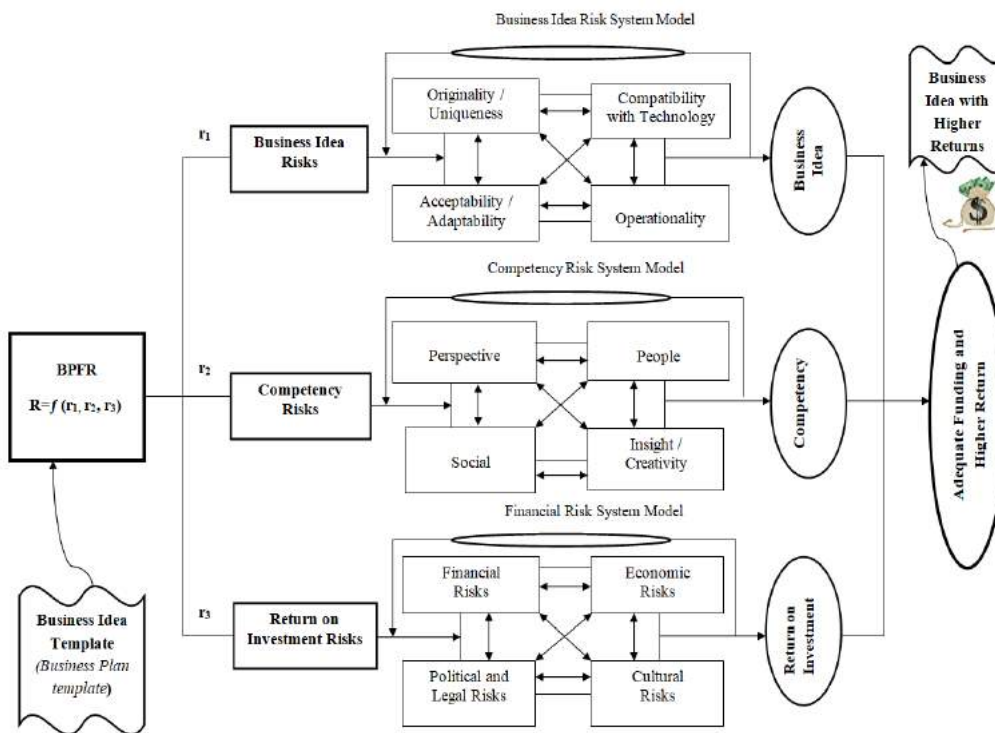 Business Idea Risk System Model
Originality /
Uniqueness
Compatibility
with Technology
Acceptability /
Adaptability
Operationality
r₁
Business Idea
Risks
Business
Idea
Business
Idea with
Higher
Returns
$
Competency Risk System Model
Perspective
People
Social
Insight /
Creativity
BPFR
R=ƒ (r₁, r₂, r₃)
r₂
Competency
Risks
Competency
Adequate Funding and
Higher Return
Financial Risk System Model
Financial
Risks
Economic
Risks
Political and
Legal Risks
Cultural
Risks
r₃
Return on
Investment Risks
Return on
Investment
Business Idea
Template
(Business Plan
template)